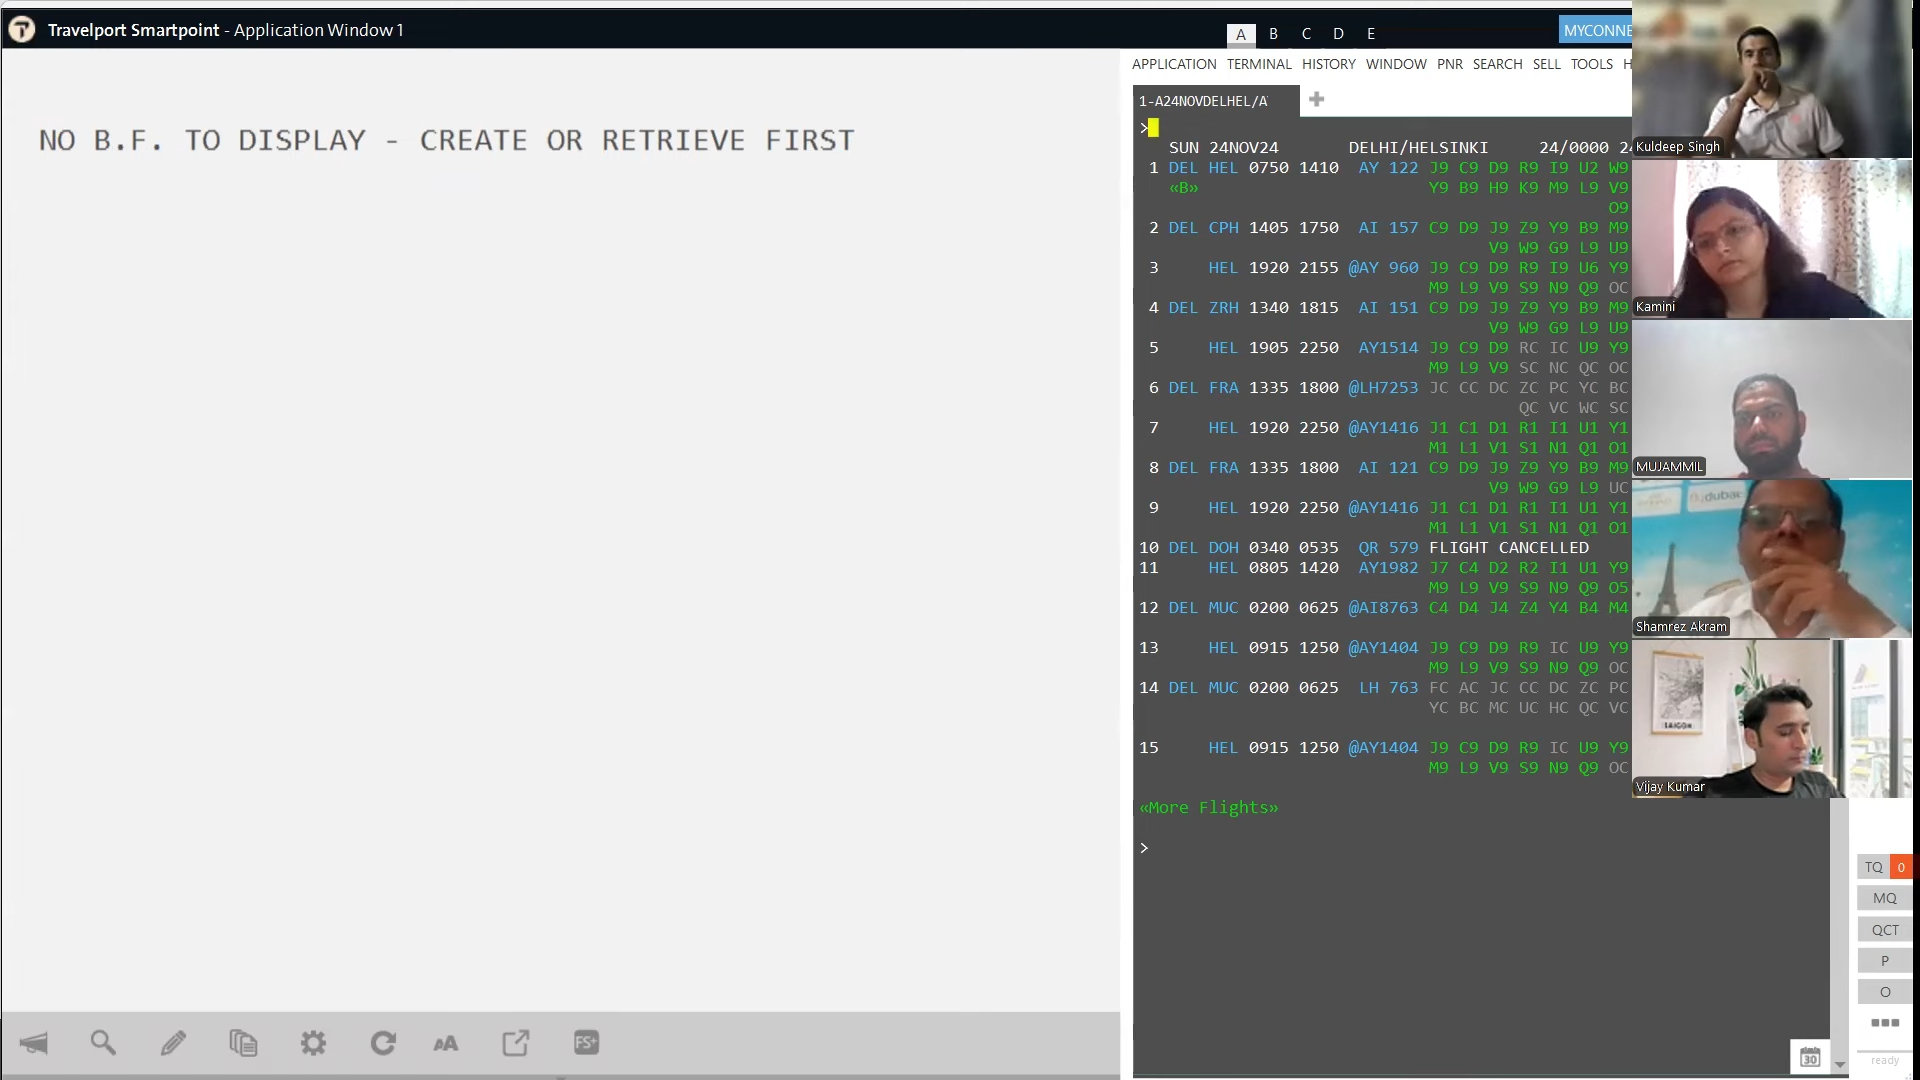 Travelport Smartpoint - Application Window 1
A B C D E
MYCONNE
APPLICATION TERMINAL HISTORY WINDOW PNR SEARCH SELL TOOLS H
NO B.F. TO DISPLAY - CREATE OR RETRIEVE FIRST
1-A24NOVDELHEL/A
>
SUN 24NOV24 DELHI/HELSINKI 24/0000 24
1 DEL HEL 0750 1410 AY 122 J9 C9 D9 R9 I9 U2 W9
«B» Y9 B9 H9 K9 M9 L9 V9
O9
2 DEL CPH 1405 1750 AI 157 C9 D9 J9 Z9 Y9 B9 M9
V9 W9 G9 L9 U9
3 HEL 1920 2155 @AY 960 J9 C9 D9 R9 I9 U6 Y9
M9 L9 V9 S9 N9 Q9 OC
4 DEL ZRH 1340 1815 AI 151 C9 D9 J9 Z9 Y9 B9 M9
V9 W9 G9 L9 U9
5 HEL 1905 2250 AY1514 J9 C9 D9 RC IC U9 Y9
M9 L9 V9 SC NC QC OC
6 DEL FRA 1335 1800 @LH7253 JC CC DC ZC PC YC BC
QC VC WC SC
7 HEL 1920 2250 @AY1416 J1 C1 D1 R1 I1 U1 Y1
M1 L1 V1 S1 N1 Q1 O1
8 DEL FRA 1335 1800 AI 121 C9 D9 J9 Z9 Y9 B9 M9
V9 W9 G9 L9 UC
9 HEL 1920 2250 @AY1416 J1 C1 D1 R1 I1 U1 Y1
M1 L1 V1 S1 N1 Q1 O1
10 DEL DOH 0340 0535 QR 579 FLIGHT CANCELLED
11 HEL 0805 1420 AY1982 J7 C4 D2 R2 I1 U1 Y9
M9 L9 V9 S9 N9 Q9 O5
12 DEL MUC 0200 0625 @AI8763 C4 D4 J4 Z4 Y4 B4 M4
13 HEL 0915 1250 @AY1404 J9 C9 D9 R9 IC U9 Y9
M9 L9 V9 S9 N9 Q9 OC
14 DEL MUC 0200 0625 LH 763 FC AC JC CC DC ZC PC
YC BC MC UC HC QC VC
15 HEL 0915 1250 @AY1404 J9 C9 D9 R9 IC U9 Y9
M9 L9 V9 S9 N9 Q9 OC
«More Flights»
>
Kuldeep Singh
Kamini
MUJAMMIL
flydubai
Shamrez Akram
SAIGON
Vijay Kumar
TQ 0
MQ
QCT
P
O
30
ready
AA
FS+